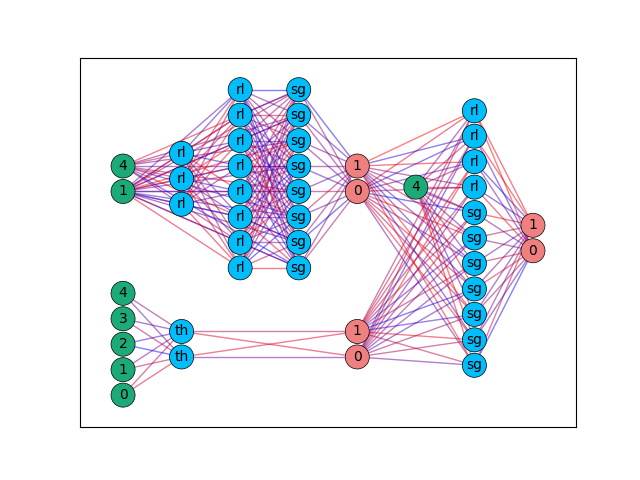 rl sg
rl
rl sg
rl
rl sg
rl
4 rl sg 1 rl
1 rl rl sg 0 4 rl
rl rl sg sg
1
rl sg sg
0
rl sg sg
4 sg
3 sg
2 th 1 sg
1 th 0 sg
0